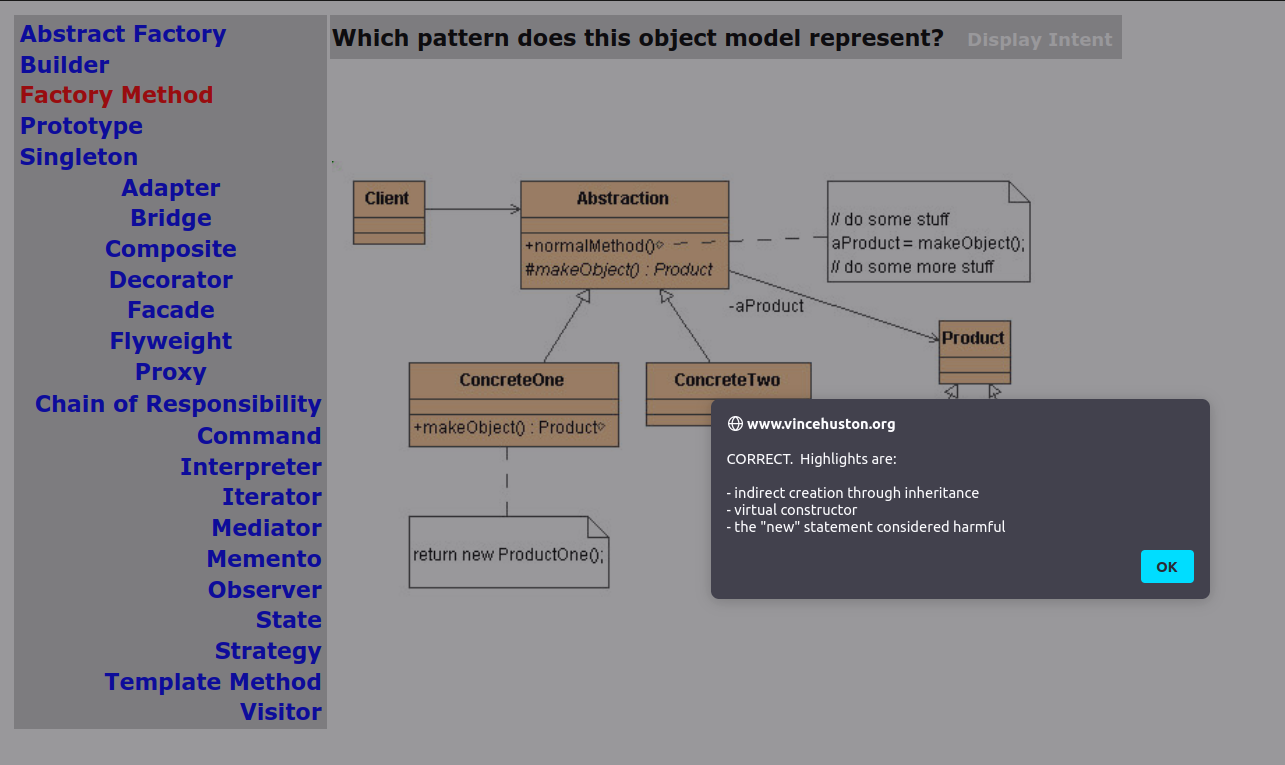 Abstract Factory
Builder
Factory Method
Prototype
Singleton
Adapter
Bridge
Composite
Decorator
Facade
Flyweight
Proxy
Chain of Responsibility
Command
Interpreter
Iterator
Mediator
Memento
Observer
State
Strategy
Template Method
Visitor
Which pattern does this object model represent? Display Intent
Client
Abstraction
+normalMethod()
#makeObject() : Product
// do some stuff
aProduct = makeObject();
// do some more stuff
-aProduct
Product
ConcreteOne
+makeObject() : Product
ConcreteTwo
return new ProductOne();
www.vincehuston.org
CORRECT. Highlights are:
- indirect creation through inheritance
- virtual constructor
- the "new" statement considered harmful
OK